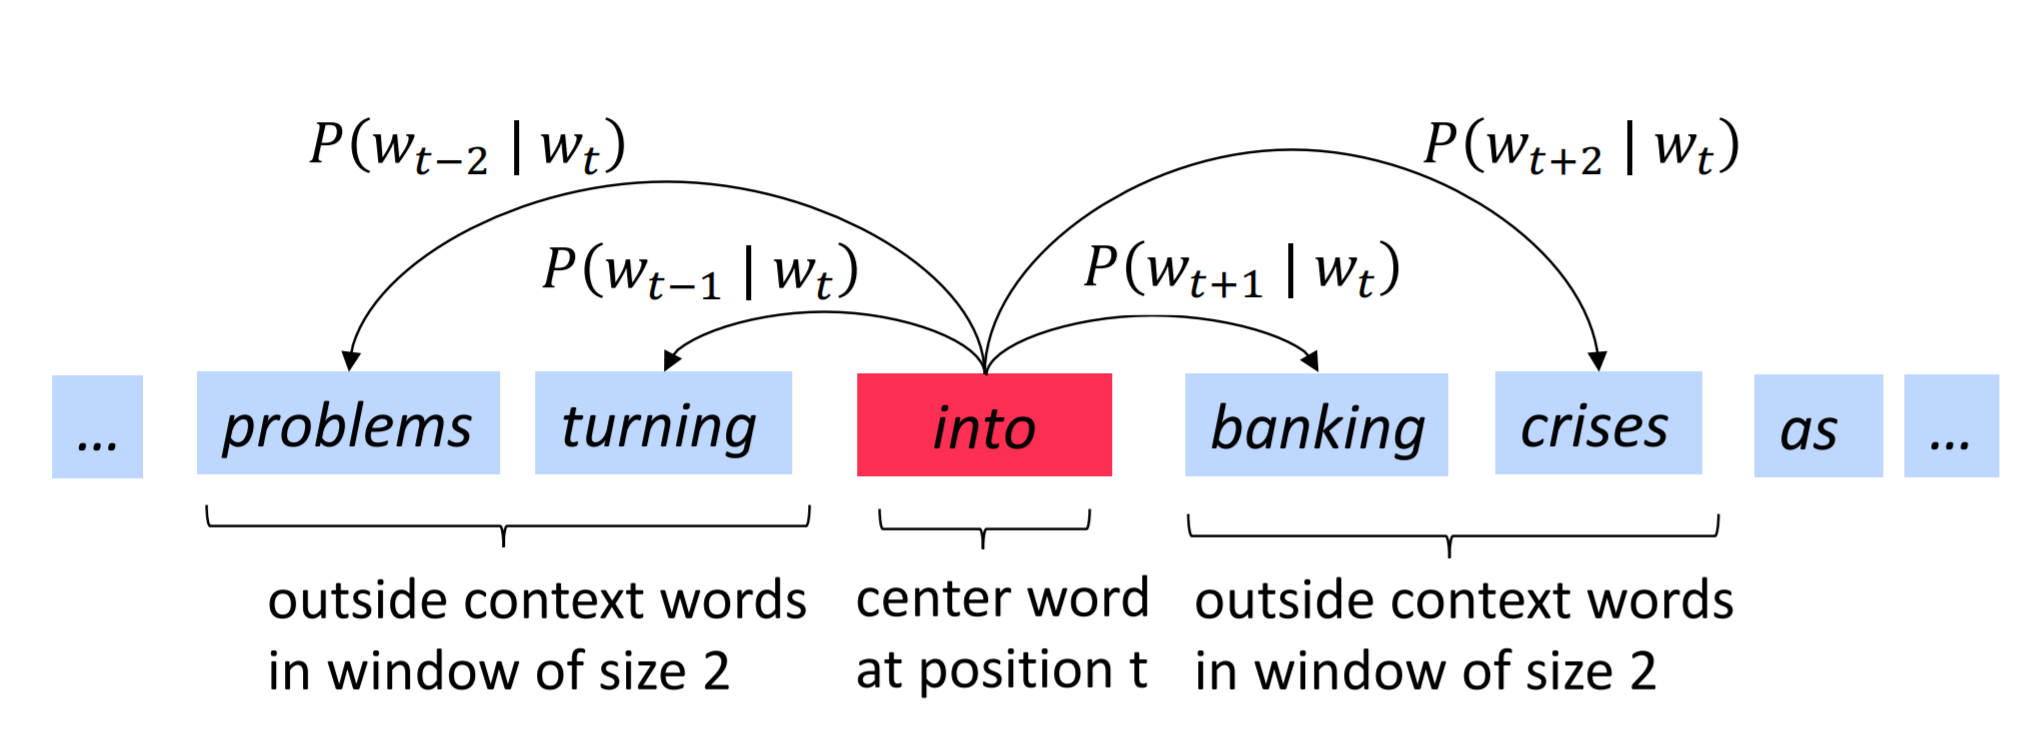 P(w_{t−2} | w_t)
P(w_{t+2} | w_t)
P(w_{t−1} | w_t)
P(w_{t+1} | w_t)
... problems turning into banking crises as ...
outside context words
in window of size 2
center word
at position t
outside context words
in window of size 2